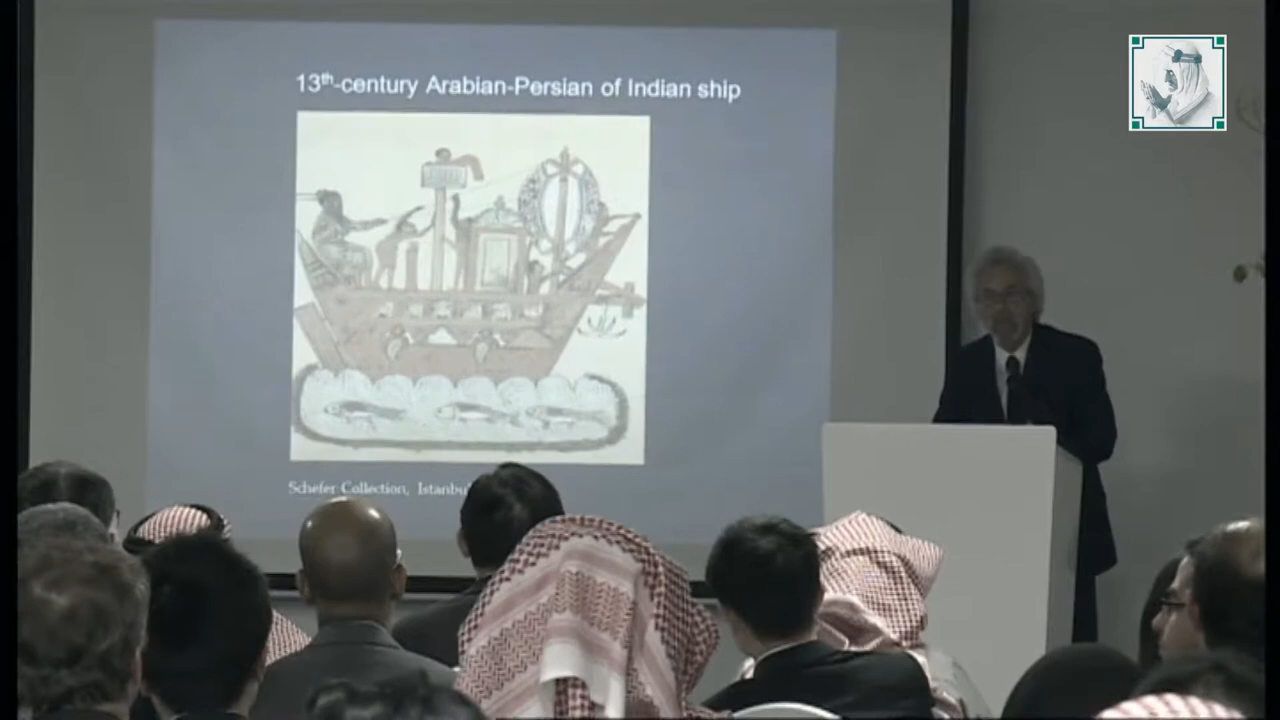 13th-century Arabian-Persian of Indian ship
Schefer Collection, Istanbul